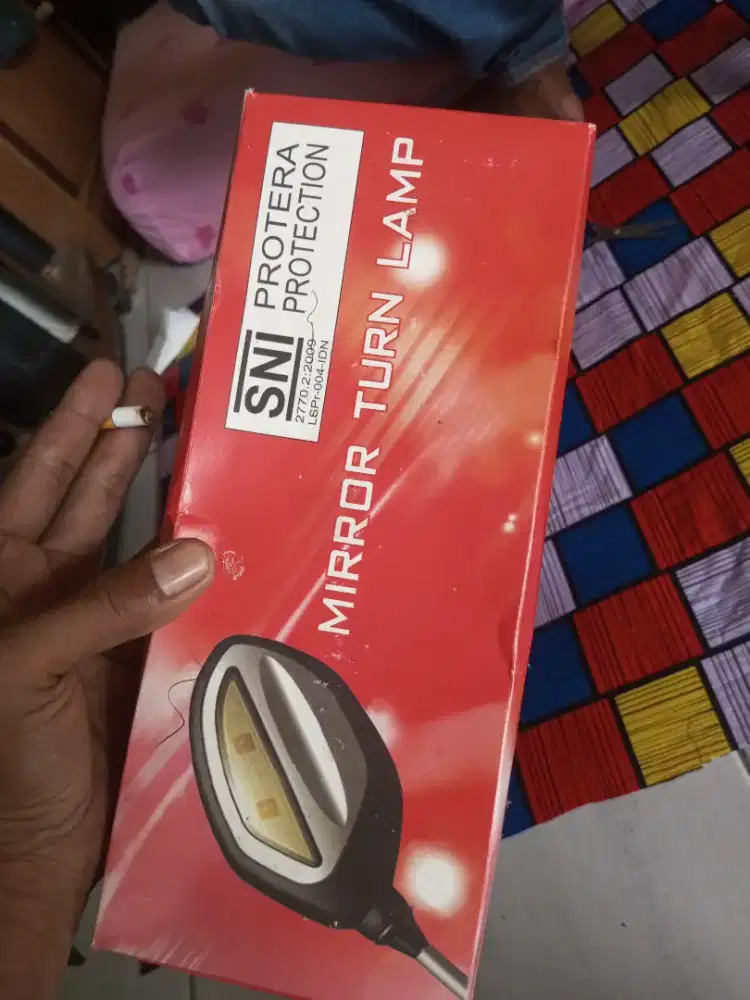 SNI
PROTERA
PROTECTION
2770.2:2009
LSPr-004-IDN
MIRROR TURN LAMP